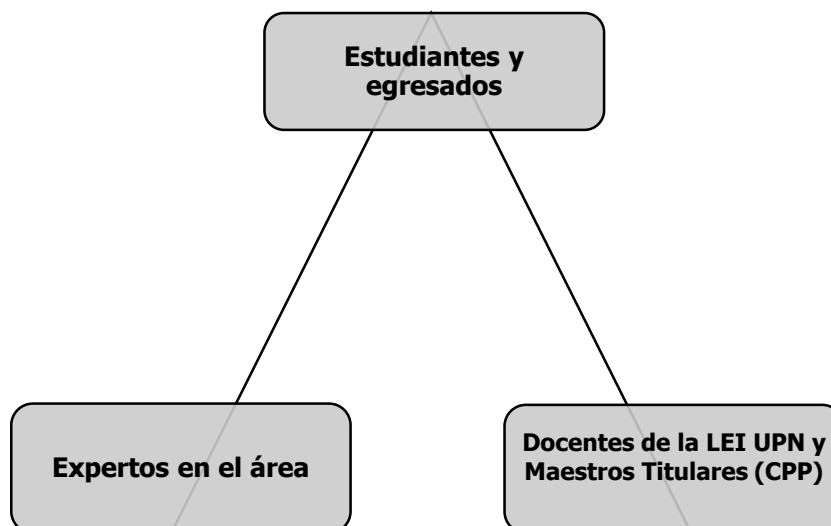 Estudiantes y
egresados
Expertos en el área
Docentes de la LEI UPN y
Maestros Titulares (CPP)